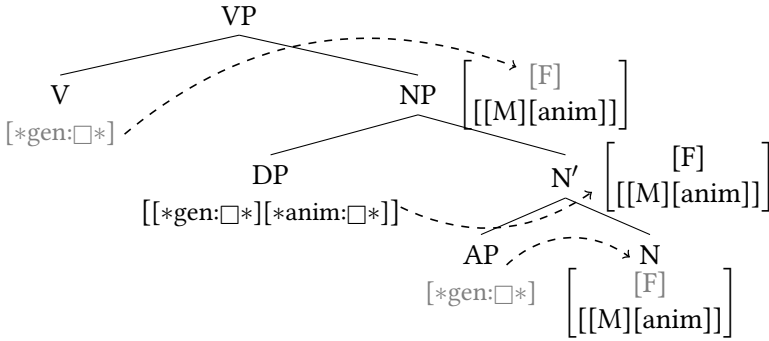 VP
V
[∗gen:□∗]
NP
[F]
[[M][anim]]
DP
[[∗gen:□∗][∗anim:□∗]]
N′
[F]
[[M][anim]]
AP
[∗gen:□∗]
N
[F]
[[M][anim]]